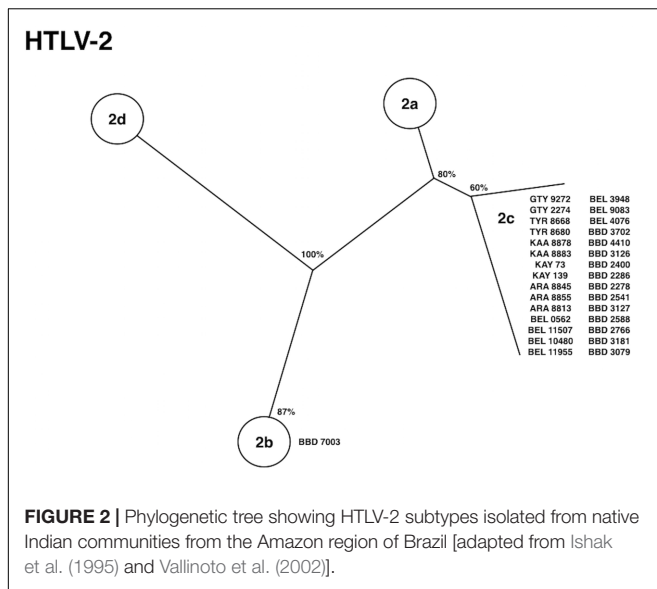 HTLV-2
2d
2a
80%
60%
2c
GTY 9272 BEL 3948
GTY 2274 BEL 9083
TYR 8668 BEL 4076
TYR 8680 BBD 3702
KAA 8878 BBD 4410
KAA 8883 BBD 3126
KAY 73 BBD 2400
KAY 139 BBD 2286
ARA 8845 BBD 2278
ARA 8855 BBD 2541
ARA 8813 BBD 3127
BEL 0562 BBD 2588
BEL 11507 BBD 2766
BEL 10480 BBD 3181
BEL 11955 BBD 3079
100%
87%
2b BBD 7003
FIGURE 2 | Phylogenetic tree showing HTLV-2 subtypes isolated from native
Indian communities from the Amazon region of Brazil [adapted from Ishak
et al. (1995) and Vallinoto et al. (2002)].